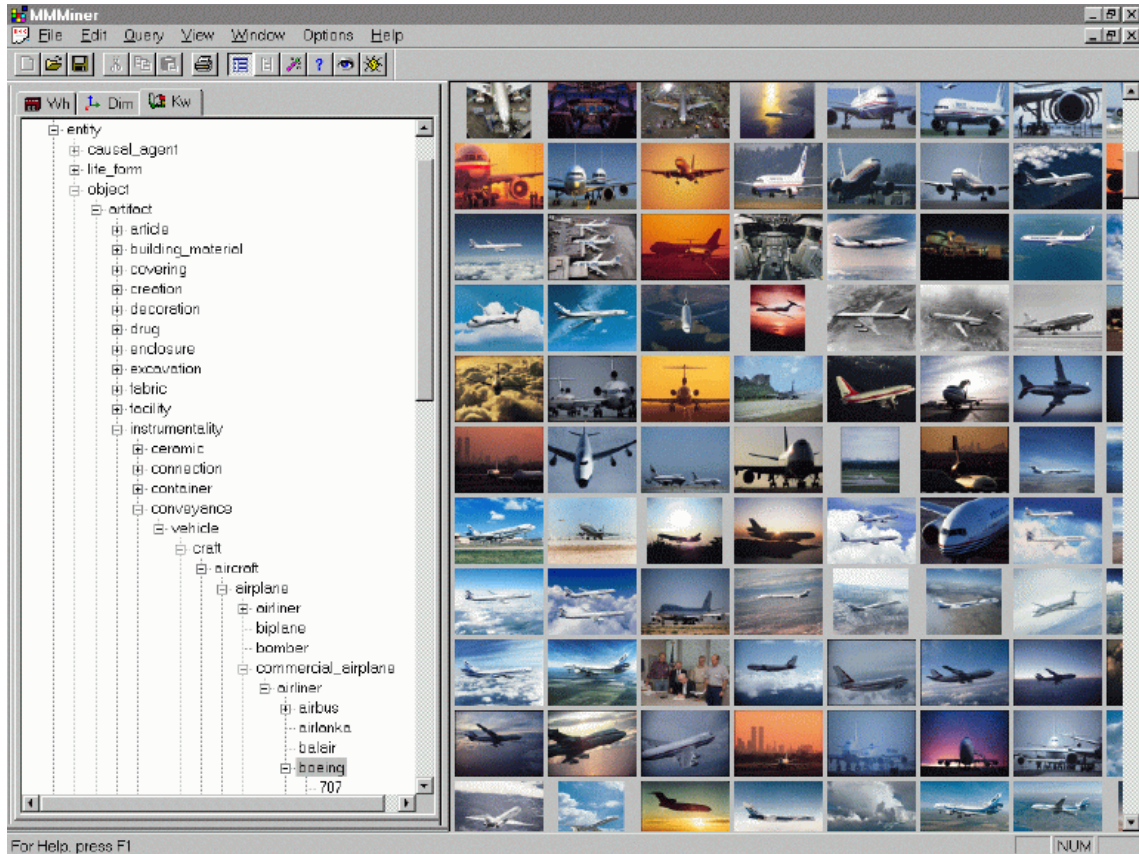 MMMiner
File Edit Query View Window Options Help
Wh Dim Kw
entity
causal_agent
life_form
object
artifact
article
building_material
covering
creation
decoration
drug
enclosure
excavation
fabric
facility
instrumentality
ceramic
connection
container
conveyance
vehicle
craft
aircraft
airplane
airliner
biplane
bomber
commercial_airplane
airliner
airbus
airlanka
balair
boeing
707
For Help, press F1
NUM